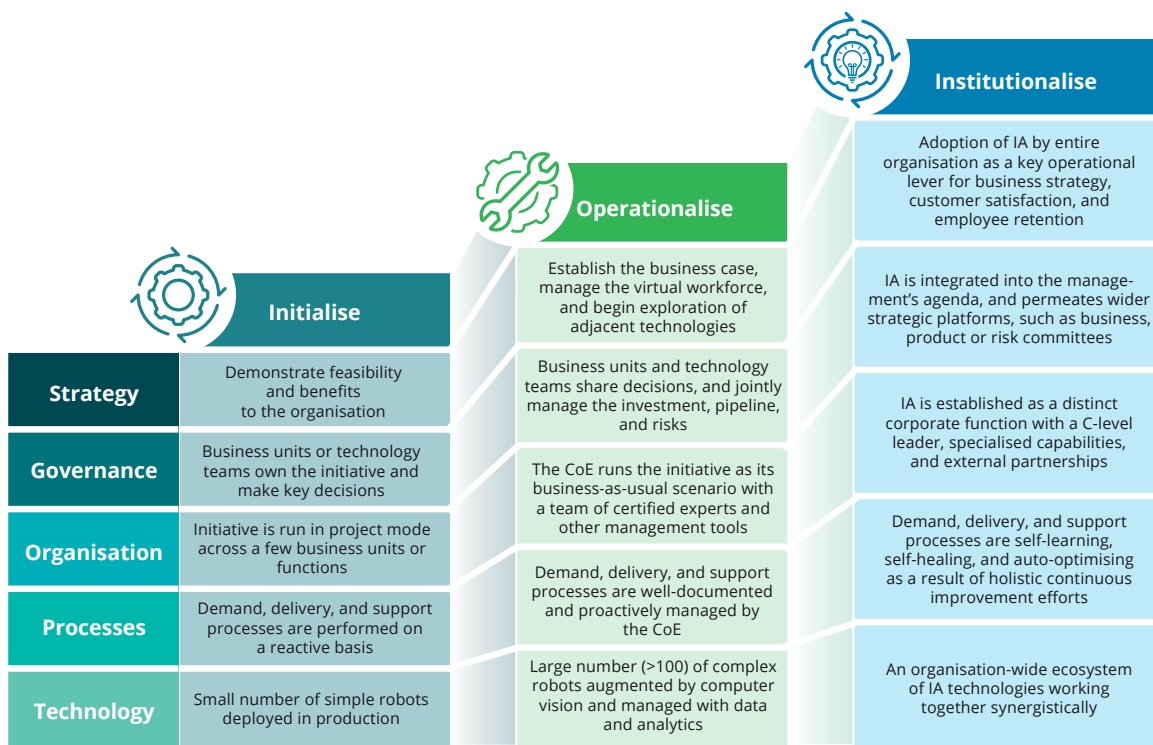 Institutionalise
Adoption of IA by entire
organisation as a key operational
lever for business strategy,
customer satisfaction, and
employee retention
IA is integrated into the manage-
ment's agenda, and permeates wider
strategic platforms, such as business,
product or risk committees
IA is established as a distinct
corporate function with a C-level
leader, specialised capabilities,
and external partnerships
Demand, delivery, and support
processes are self-learning,
self-healing, and auto-optimising
as a result of holistic continuous
improvement efforts
An organisation-wide ecosystem
of IA technologies working
together synergistically
Operationalise
Establish the business case,
manage the virtual workforce,
and begin exploration of
adjacent technologies
Business units and technology
teams share decisions, and jointly
manage the investment, pipeline,
and risks
The CoE runs the initiative as its
business-as-usual scenario with
a team of certified experts and
other management tools
Demand, delivery, and support
processes are well-documented
and proactively managed by
the CoE
Large number (>100) of complex
robots augmented by computer
vision and managed with data
and analytics
Initialise
Strategy
Demonstrate feasibility
and benefits
to the organisation
Governance
Business units or technology
teams own the initiative and
make key decisions
Organisation
Initiative is run in project mode
across a few business units or
functions
Processes
Demand, delivery, and support
processes are performed on
a reactive basis
Technology
Small number of simple robots
deployed in production